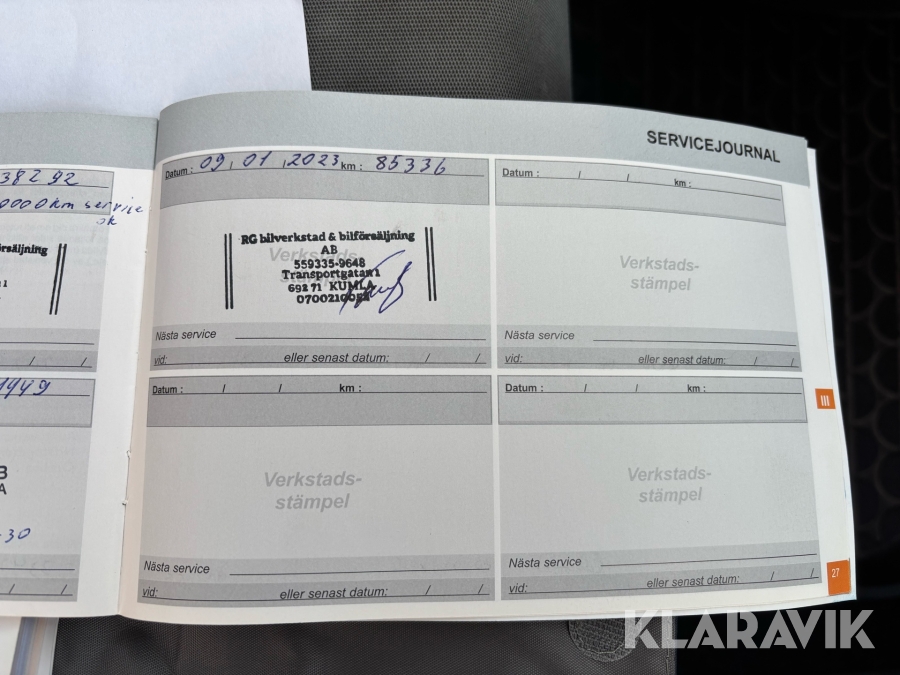 38292
0000km service
ok
rsäljning
1449
B
A
-30
SERVICEJOURNAL
Datum : 09 / 01 / 2023 km : 85336
Verkstads-
stämpel
RG bilverkstad & bilförsäljning
AB
559335-9648
Transportgatan 1
692 71 KUMLA
Nästa service
vid: eller senast datum: / /
Datum : / / km :
Verkstads-
stämpel
Nästa service
vid: eller senast datum: / /
Datum : / / km :
Verkstads-
stämpel
Nästa service
vid: eller senast datum: / /
Datum : / / km :
Verkstads-
stämpel
Nästa service
vid: eller senast datum: / /
III
27
KLARAVIK